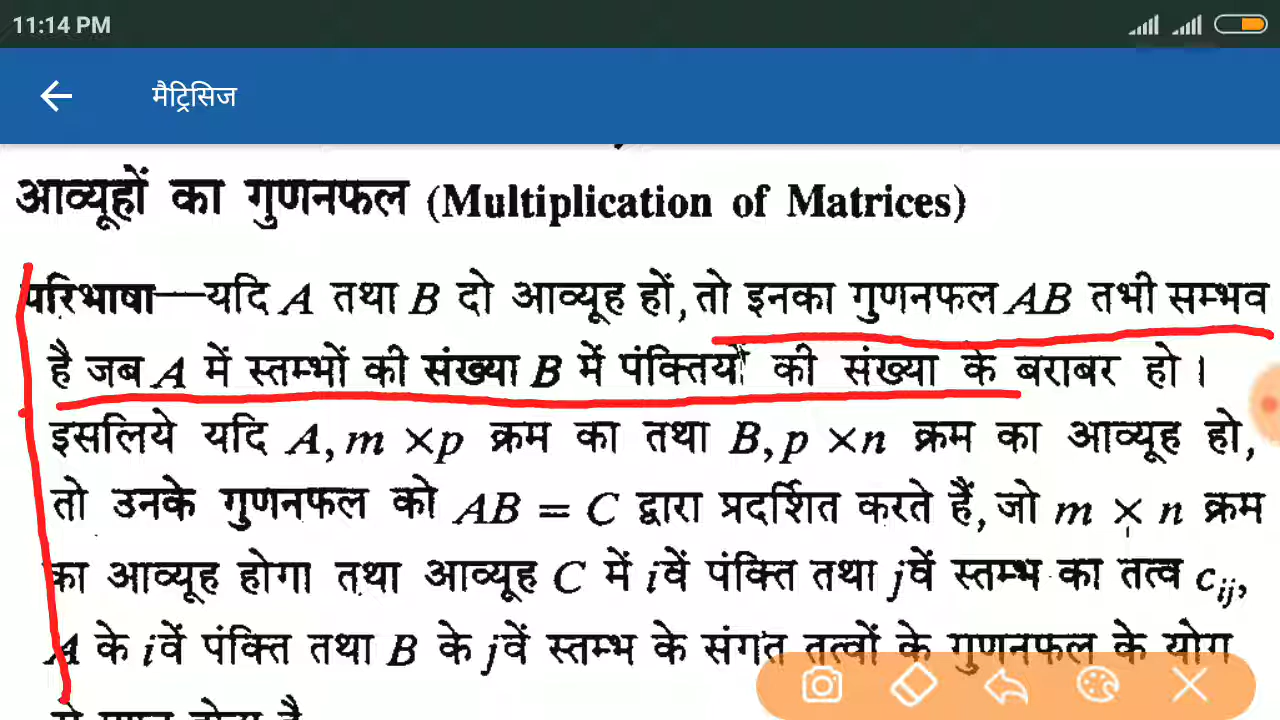 11:14 PM
मैट्रिसिज
आव्यूहों का गुणनफल (Multiplication of Matrices)
परिभाषा—यदि A तथा B दो आव्यूह हों, तो इनका गुणनफल AB तभी सम्भव
है जब A में स्तम्भों की संख्या B में पंक्तियों की संख्या के बराबर हो।
इसलिये यदि A, m × p क्रम का तथा B, p × n क्रम का आव्यूह हो,
तो उनके गुणनफल को AB = C द्वारा प्रदर्शित करते हैं, जो m × n क्रम
का आव्यूह होगा तथा आव्यूह C में iवें पंक्ति तथा jवें स्तम्भ का तत्व cij,
A के iवें पंक्ति तथा B के jवें स्तम्भ के संगत तत्वों के गुणनफल के योग